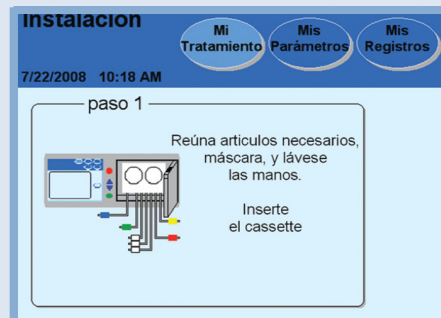 Instalación
Mi
Tratamiento
Mis
Parámetros
Mis
Registros
7/22/2008 10:18 AM
paso 1
Reúna articulos necesarios,
máscara, y lávese
las manos.
Inserte
el cassette